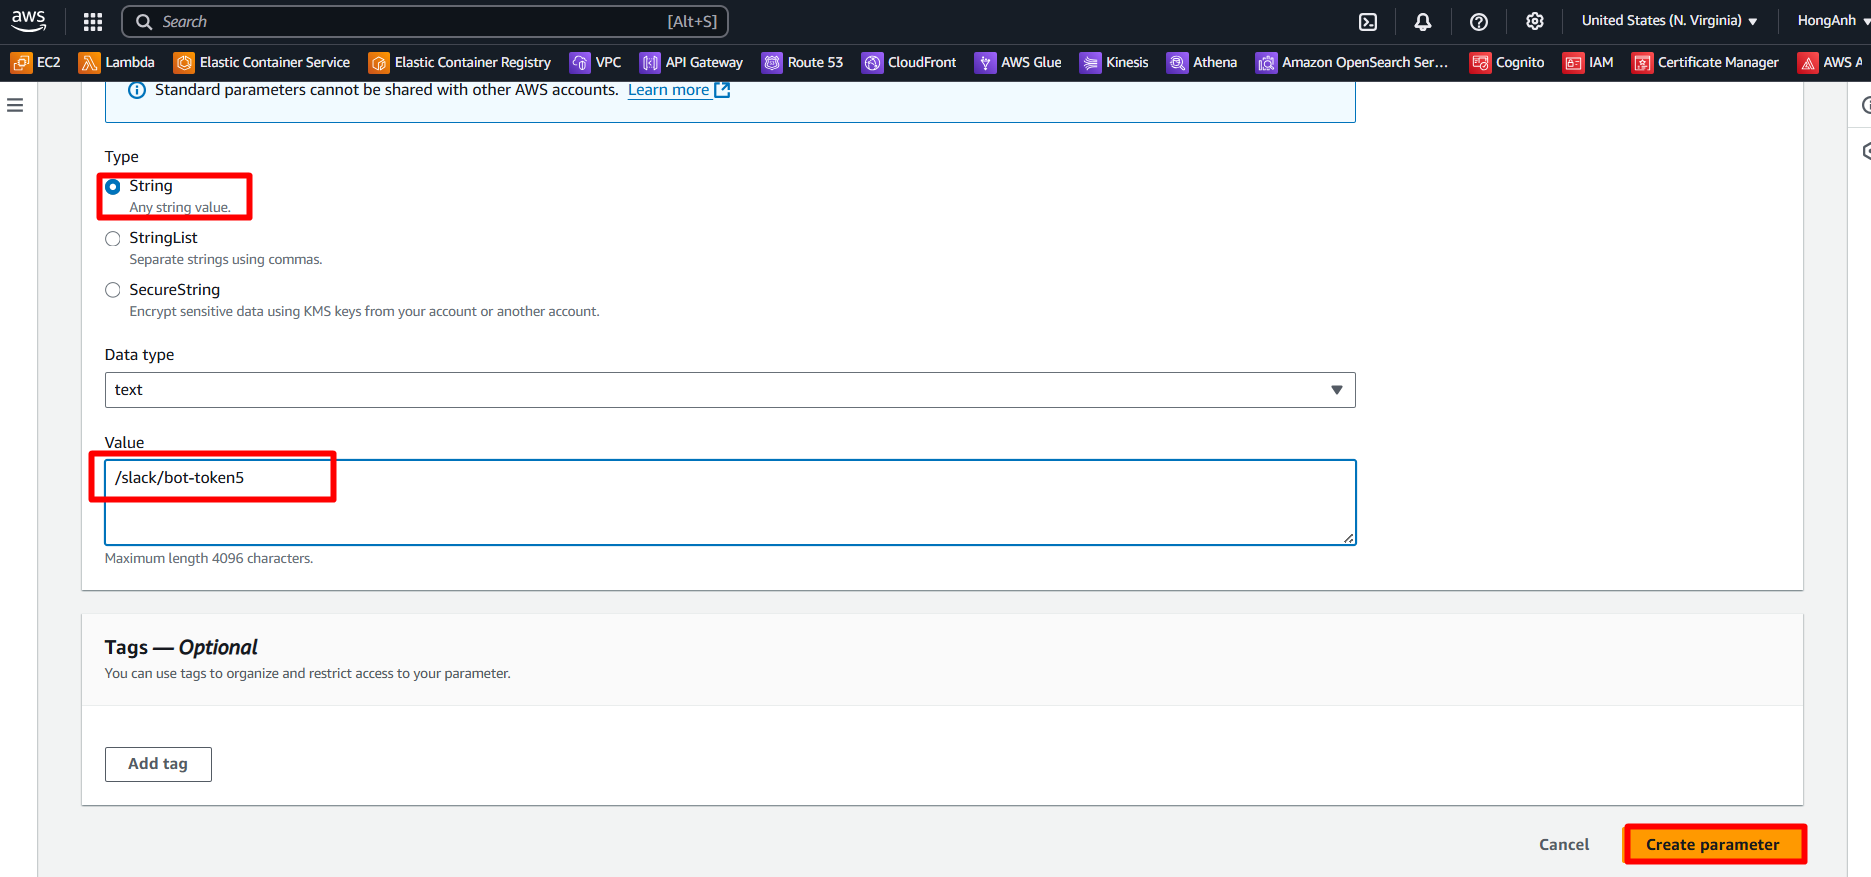 aws Search [Alt+S] United States (N. Virginia) HongAnh
EC2 Lambda Elastic Container Service Elastic Container Registry VPC API Gateway Route 53 CloudFront AWS Glue Kinesis Athena Amazon OpenSearch Ser... Cognito IAM Certificate Manager AWS A
Standard parameters cannot be shared with other AWS accounts. Learn more
Type
String
Any string value.
StringList
Separate strings using commas.
SecureString
Encrypt sensitive data using KMS keys from your account or another account.
Data type
text
Value
/slack/bot-token5
Maximum length 4096 characters.
Tags — Optional
You can use tags to organize and restrict access to your parameter.
Add tag
Cancel Create parameter